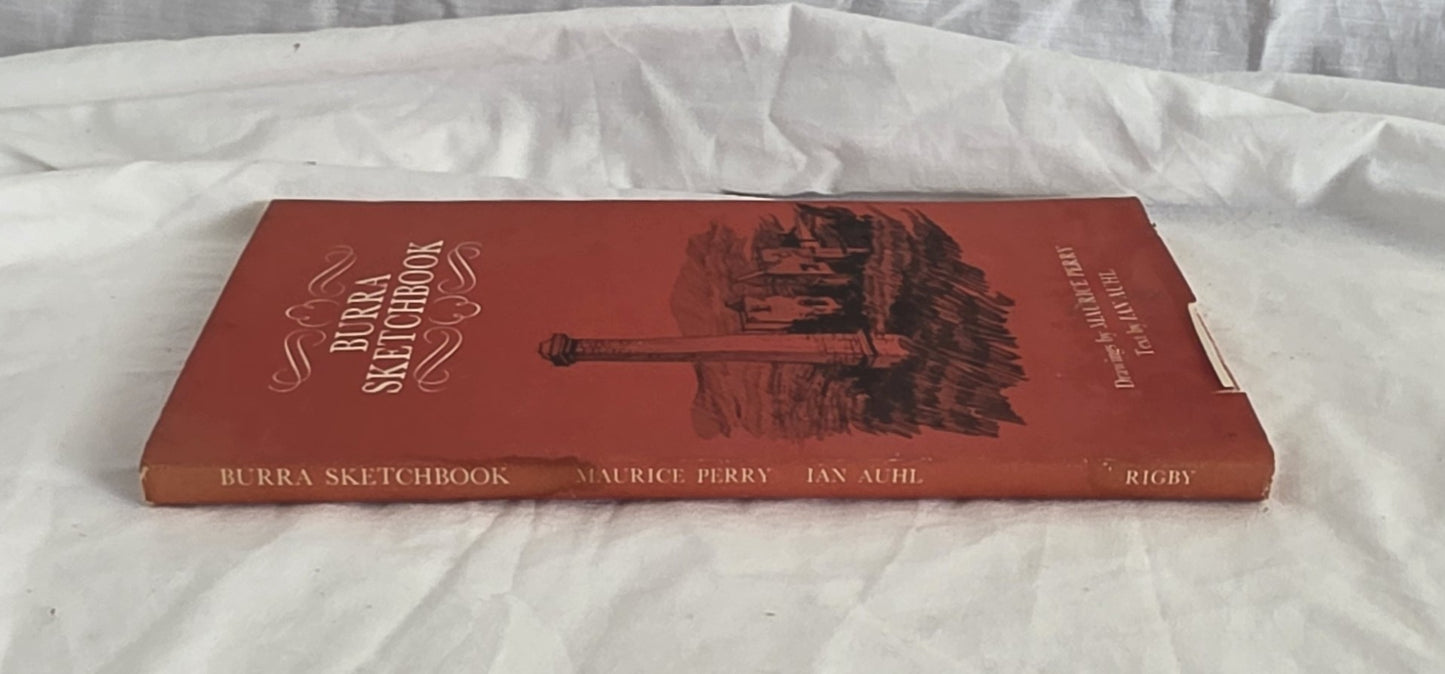 BURRA
SKETCHBOOK
Drawings by MAURICE PERRY
Text by IAN AUHL
BURRA SKETCHBOOK MAURICE PERRY IAN AUHL RIGBY